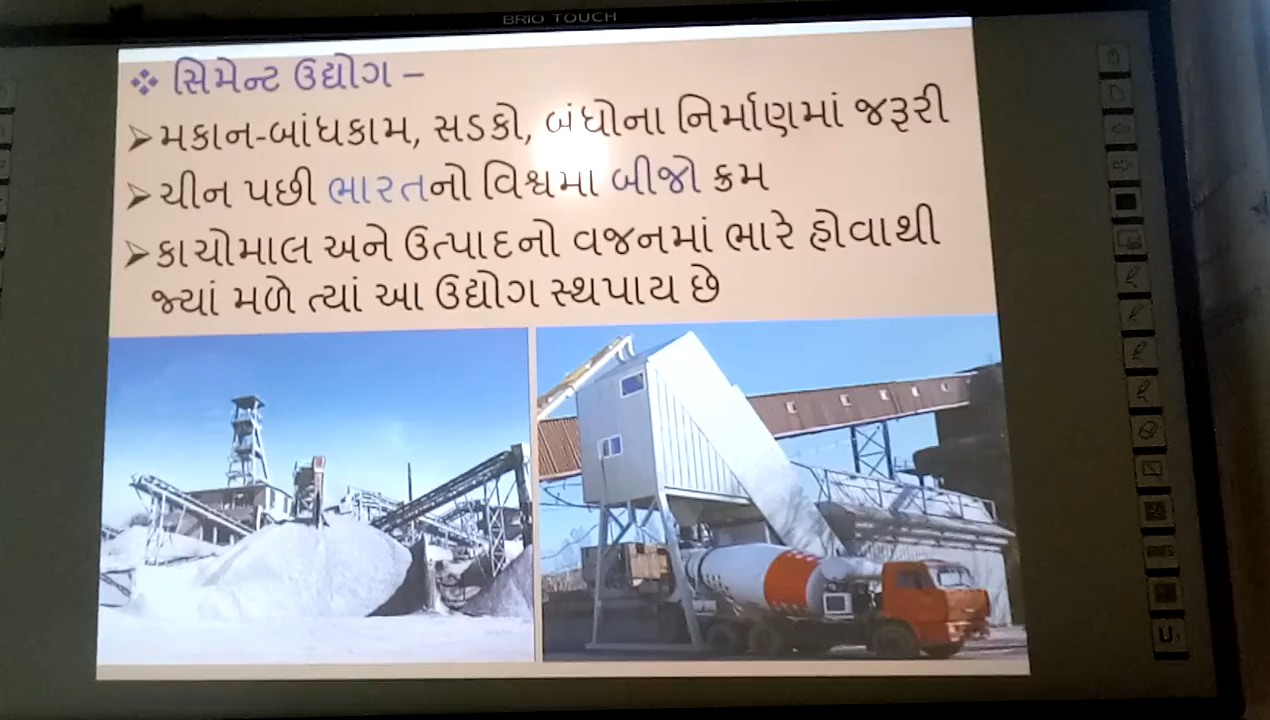 BRIO TOUCH
❖ સિમેન્ટ ઉદ્યોગ –
➢મકાન-બાંધકામ, સડકો, બંધોના નિર્માણમાં જરૂરી
➢ચીન પછી ભારતનો વિશ્વમા બીજો ક્રમ
➢કાચોમાલ અને ઉત્પાદનો વજનમાં ભારે હોવાથી
જ્યાં મળે ત્યાં આ ઉદ્યોગ સ્થપાય છે